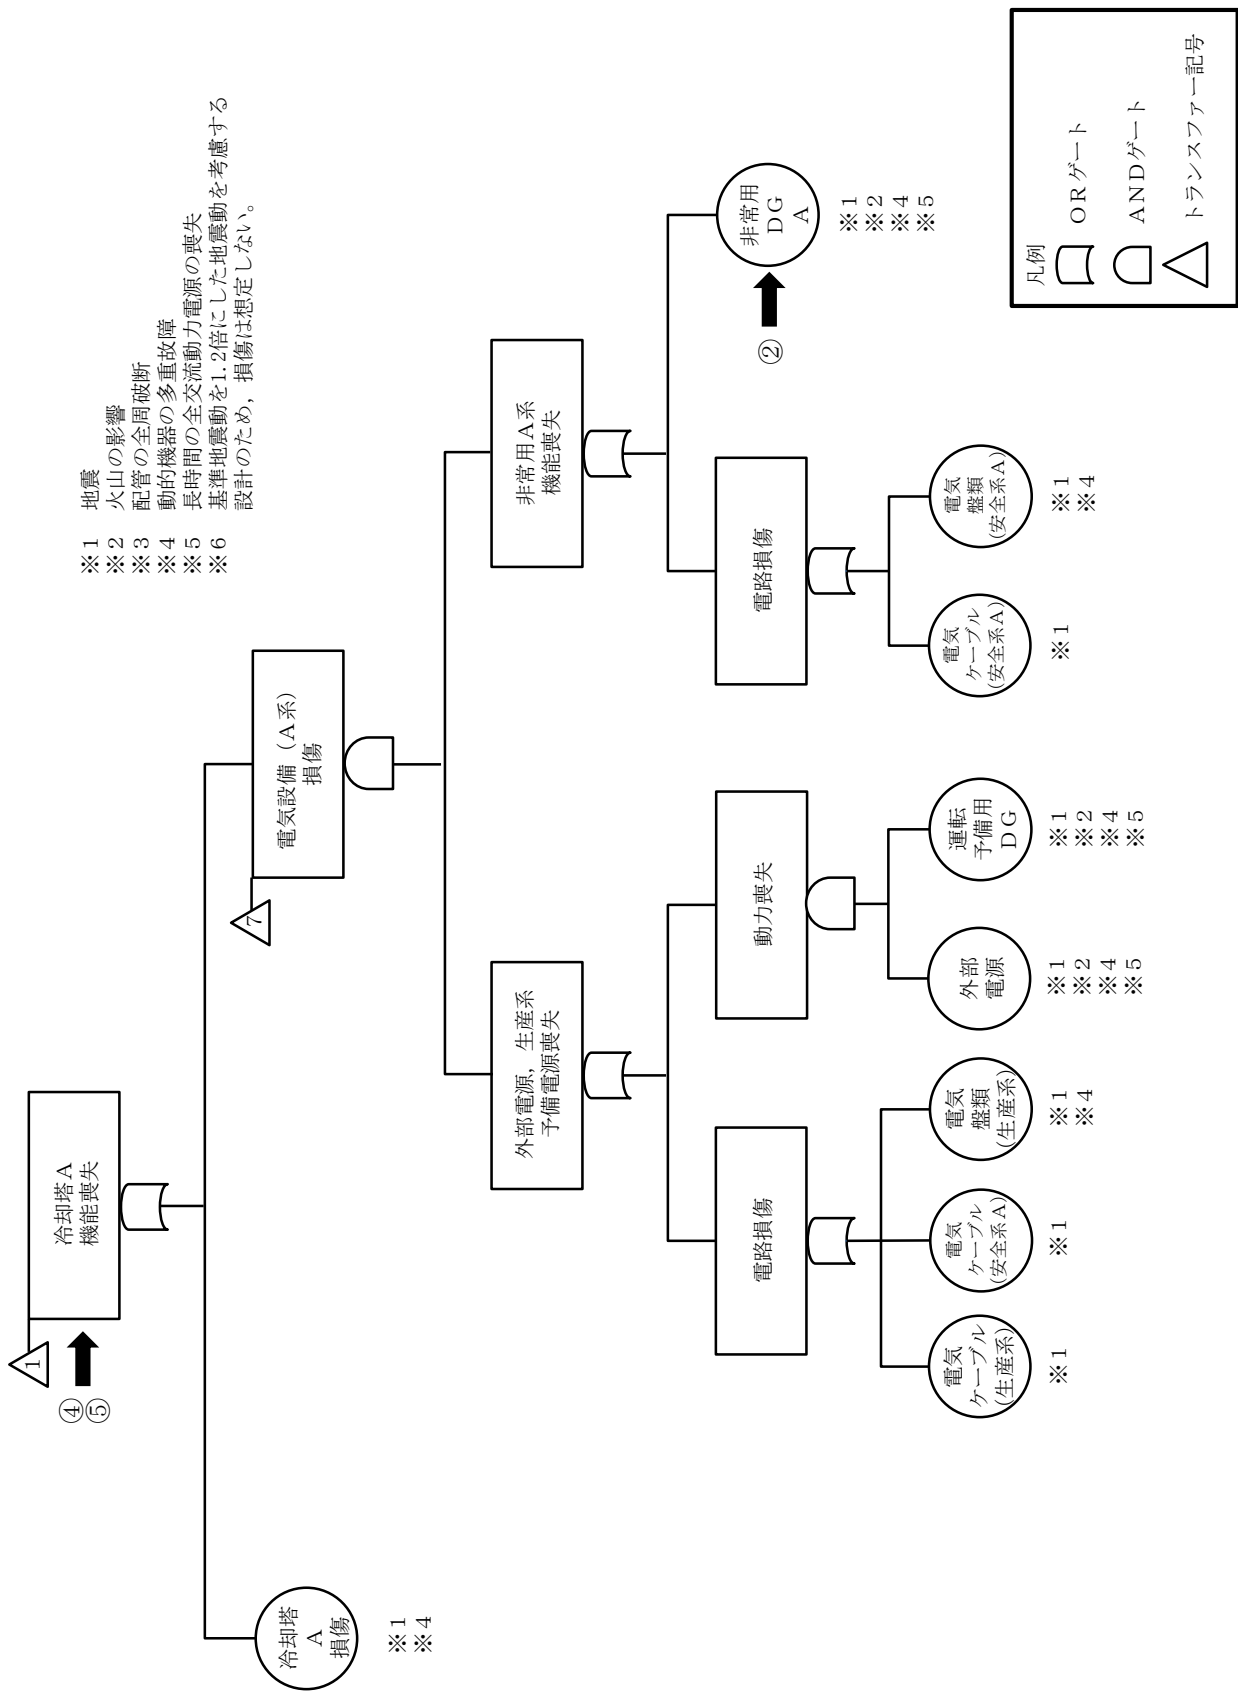 ※1 地震
※2 火山の影響
※3 配管の全周破断
※4 動的機器の多重故障
※5 長時間の全交流動力電源の喪失
※6 基準地震動を1.2倍にした地震動を考慮する
設計のため，損傷は想定しない。
1
④
⑤
冷却塔A
機能喪失
冷却塔
A
損傷
※1
※4
7
電気設備（A系）
損傷
外部電源，生産系
予備電源喪失
非常用A系
機能喪失
電路損傷
動力喪失
電路損傷
②
非常用
DG
A
※1
※2
※4
※5
電気
ケーブル
(生産系)
※1
電気
ケーブル
(安全系A)
※1
電気
盤類
(生産系)
※1
※4
外部
電源
※1
※2
※4
※5
運転
予備用
DG
※1
※2
※4
※5
電気
ケーブル
(安全系A)
※1
電気
盤類
(安全系A)
※1
※4
凡例
ORゲート
ANDゲート
トランスファー記号